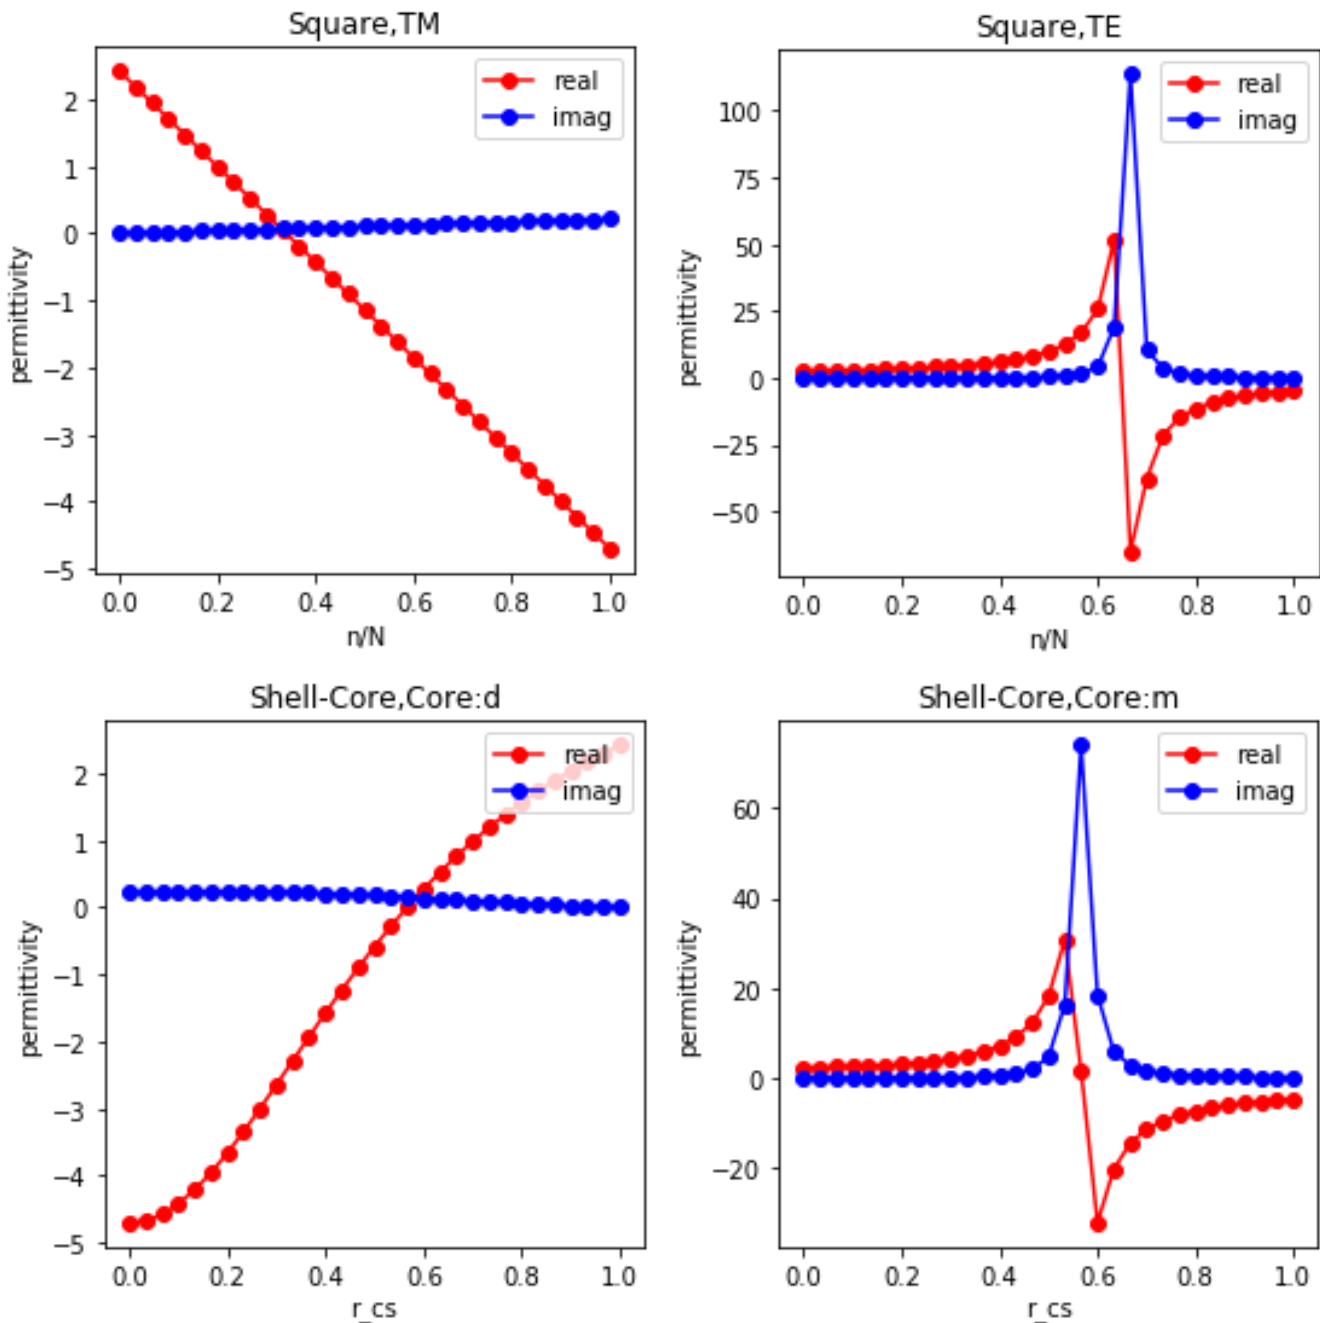 Square,TM
real
imag
permittivity
2
1
0
−1
−2
−3
−4
−5
0.0 0.2 0.4 0.6 0.8 1.0
n/N
Square,TE
real
imag
permittivity
100
75
50
25
0
−25
−50
0.0 0.2 0.4 0.6 0.8 1.0
n/N
Shell-Core,Core:d
real
imag
permittivity
2
1
0
−1
−2
−3
−4
−5
0.0 0.2 0.4 0.6 0.8 1.0
r_cs
Shell-Core,Core:m
real
imag
permittivity
60
40
20
0
−20
0.0 0.2 0.4 0.6 0.8 1.0
r_cs